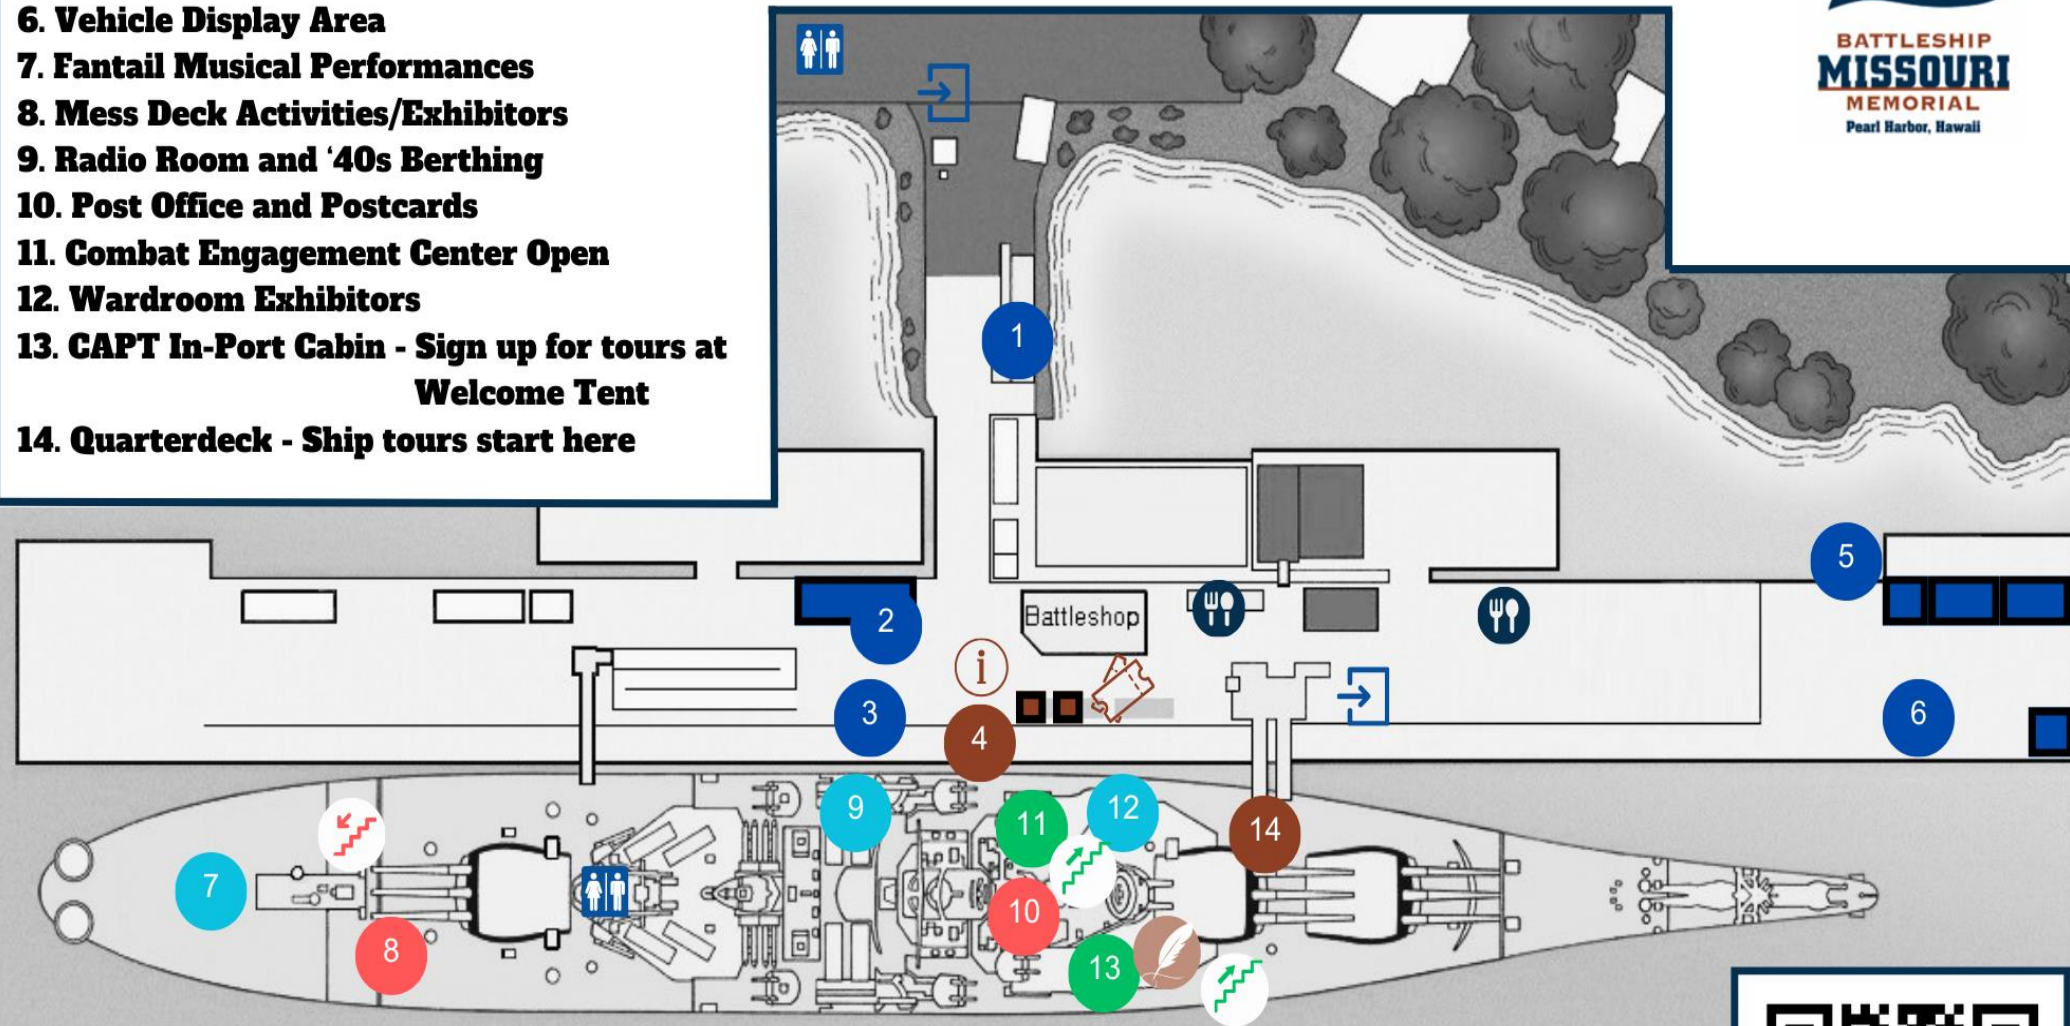 6. Vehicle Display Area
7. Fantail Musical Performances
8. Mess Deck Activities/Exhibitors
9. Radio Room and ‘40s Berthing
10. Post Office and Postcards
11. Combat Engagement Center Open
12. Wardroom Exhibitors
13. CAPT In-Port Cabin - Sign up for tours at
Welcome Tent
14. Quarterdeck - Ship tours start here
BATTLESHIP
MISSOURI
MEMORIAL
Pearl Harbor, Hawaii
1
5
2
Battleshop
i
3
4
6
9
11
12
14
7
8
10
13